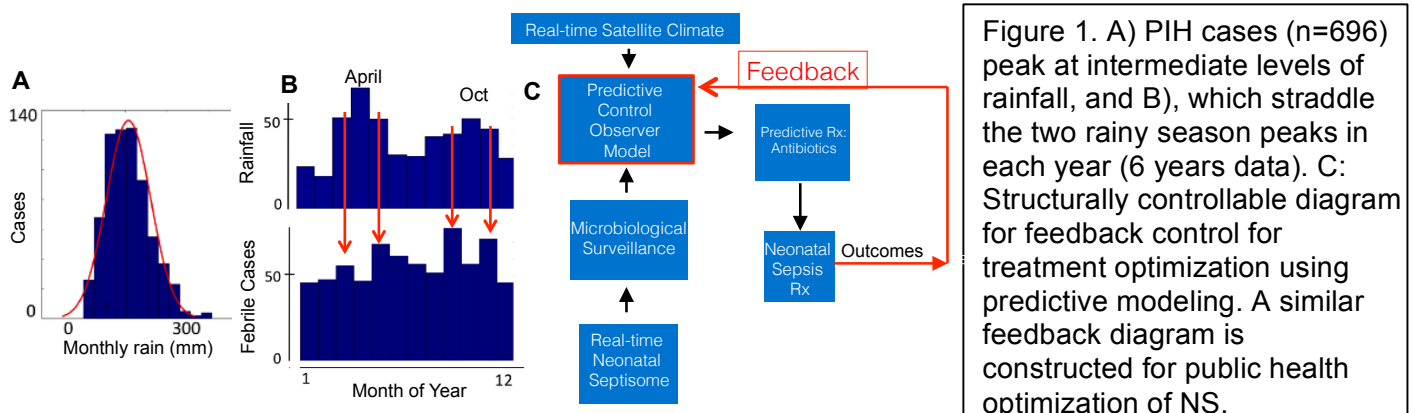 A
140
0
Cases
0 300
Monthly rain (mm)
B
April
Oct
50
0
Rainfall
50
0
Febrile Cases
1 12
Month of Year
C
Real-time Satellite Climate
Feedback
Predictive
Control
Observer
Model
Predictive Rx:
Antibiotics
Microbiological
Surveillance
Neonatal
Sepsis
Rx
Outcomes
Real-time
Neonatal
Septisome
Figure 1. A) PIH cases (n=696)
peak at intermediate levels of
rainfall, and B), which straddle
the two rainy season peaks in
each year (6 years data). C:
Structurally controllable diagram
for feedback control for
treatment optimization using
predictive modeling. A similar
feedback diagram is
constructed for public health
optimization of NS.